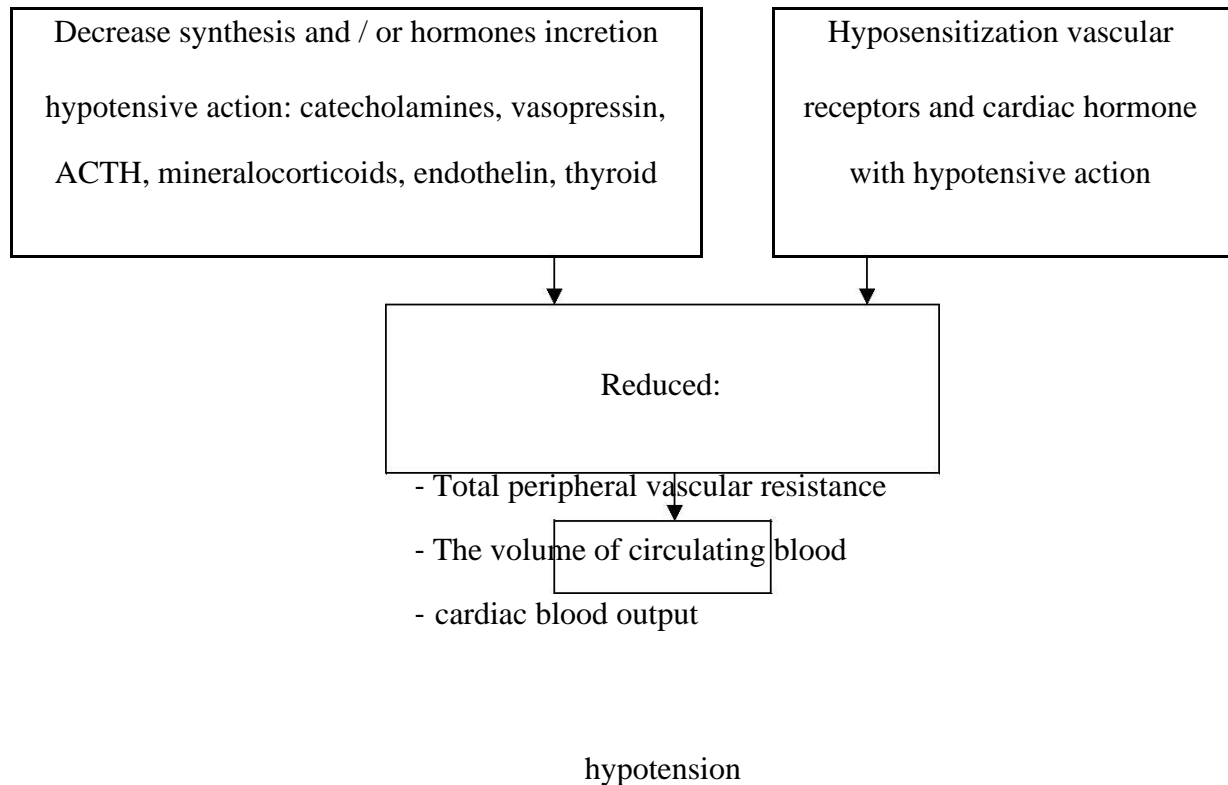 Decrease synthesis and / or hormones incretion
hypotensive action: catecholamines, vasopressin,
ACTH, mineralocorticoids, endothelin, thyroid
Hyposensitization vascular
receptors and cardiac hormone
with hypotensive action
Reduced:
- Total peripheral vascular resistance
- The volume of circulating blood
- cardiac blood output
hypotension